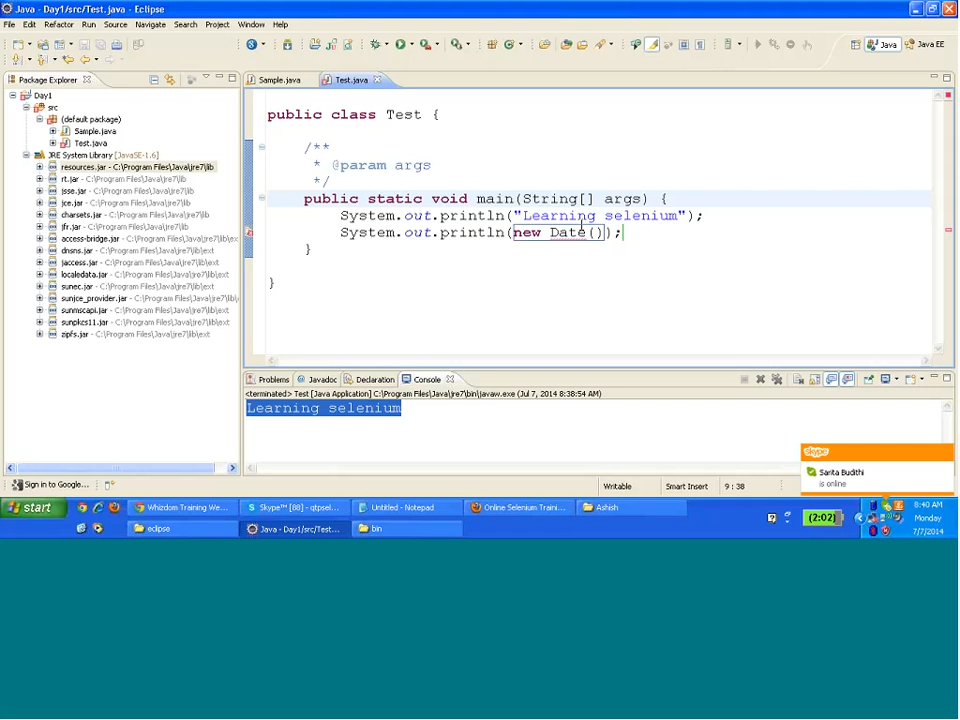 Java - Day1/src/Test.java - Eclipse
File Edit Refactor Run Source Navigate Search Project Window Help
Java Java EE
Package Explorer
Sample.java Test.java
Day1
src
(default package)
Sample.java
Test.java
JRE System Library [JavaSE-1.6]
resources.jar - C:\Program Files\Java\jre7\lib
rt.jar - C:\Program Files\Java\jre7\lib
jsse.jar - C:\Program Files\Java\jre7\lib
jce.jar - C:\Program Files\Java\jre7\lib
charsets.jar - C:\Program Files\Java\jre7\lib
jfr.jar - C:\Program Files\Java\jre7\lib
access-bridge.jar - C:\Program Files\Java\jre7\lib\ext
dnsns.jar - C:\Program Files\Java\jre7\lib\ext
jaccess.jar - C:\Program Files\Java\jre7\lib\ext
localedata.jar - C:\Program Files\Java\jre7\lib\ext
sunec.jar - C:\Program Files\Java\jre7\lib\ext
sunjce_provider.jar - C:\Program Files\Java\jre7\lib
sunmscapi.jar - C:\Program Files\Java\jre7\lib\ext
sunpkcs11.jar - C:\Program Files\Java\jre7\lib\ext
zipfs.jar - C:\Program Files\Java\jre7\lib\ext
public class Test {
/**
* @param args
*/
public static void main(String[] args) {
System.out.println("Learning selenium");
System.out.println(new Date());
}
}
Problems Javadoc Declaration Console
<terminated> Test [Java Application] C:\Program Files\Java\jre7\bin\javaw.exe (Jul 7, 2014 8:38:54 AM)
Learning selenium
skype
Sarita Budithi
is online
Sign in to Google... Writable Smart Insert 9 : 38
start Whizdom Training We... Skype™ [88] - qtpsel... Untitled - Notepad Online Selenium Traini... Ashish
eclipse Java - Day1/src/Test... bin
(2:02)
8:40 AM
Monday
7/7/2014